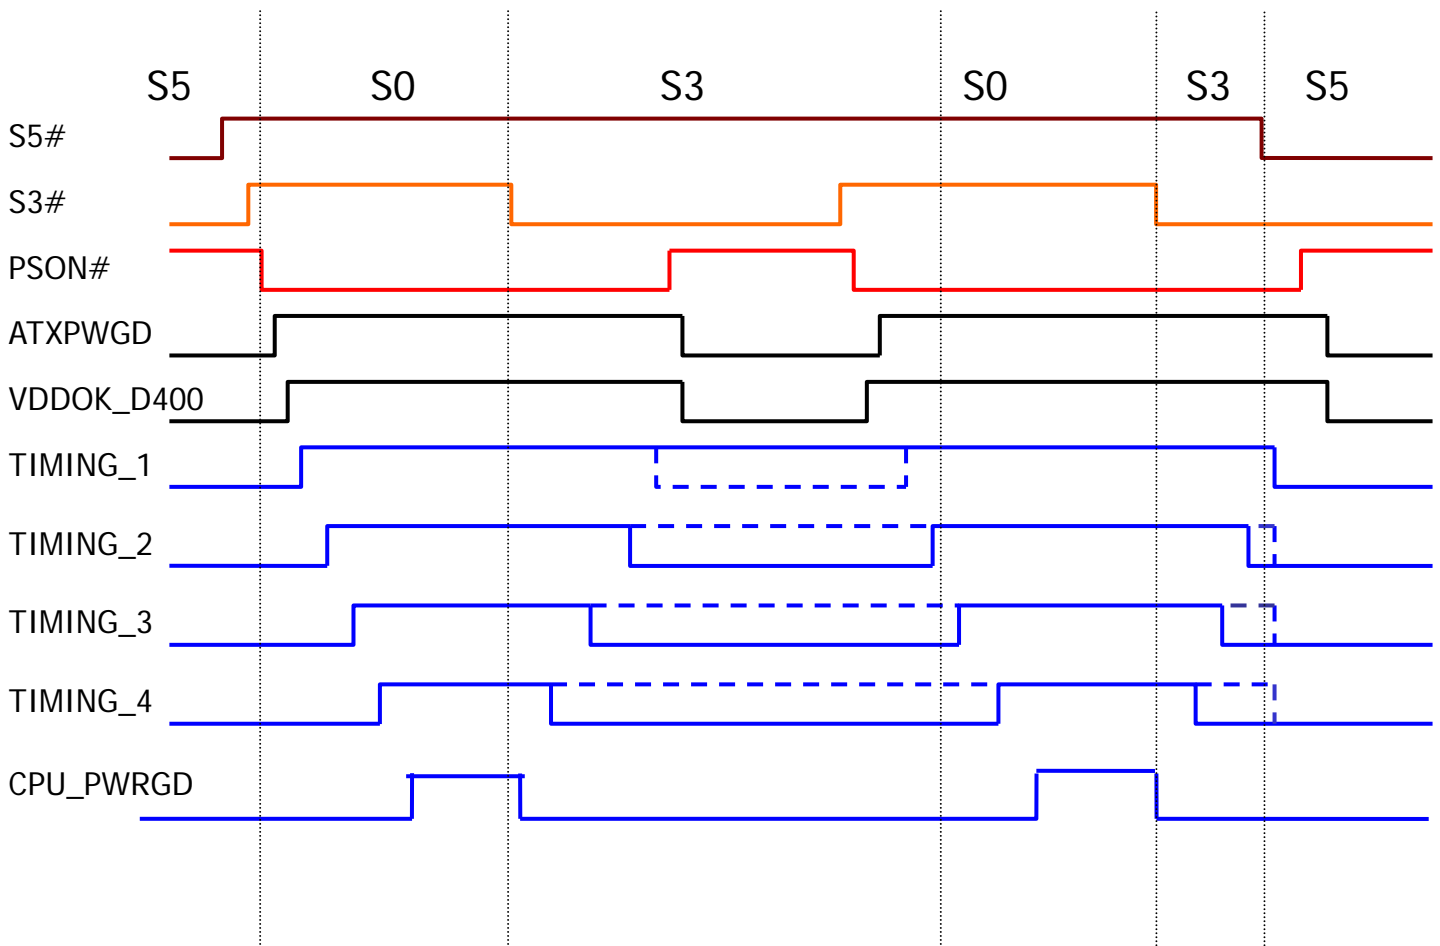 S5 S0 S3 S0 S3 S5
S5#
S3#
PSON#
ATXPWGD
VDDOK_D400
TIMING_1
TIMING_2
TIMING_3
TIMING_4
CPU_PWRGD